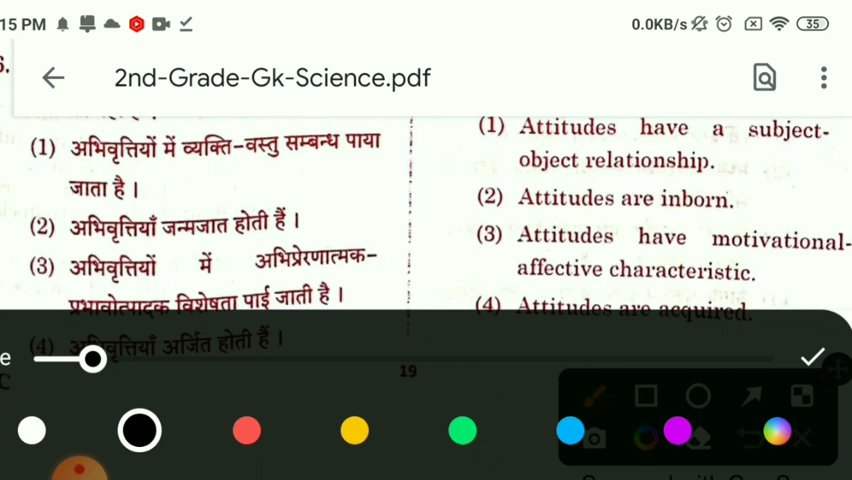 :15 PM
0.0KB/s
35
6.
2nd-Grade-Gk-Science.pdf
(1) अभिवृत्तियों में व्यक्ति-वस्तु सम्बन्ध पाया
जाता है ।
(2) अभिवृत्तियाँ जन्मजात होती हैं ।
(3) अभिवृत्तियों में अभिप्रेरणात्मक-
प्रभावोत्पादक विशेषता पाई जाती है ।
(4) अभिवृत्तियाँ अर्जित होती हैं ।
(1) Attitudes have a subject-
object relationship.
(2) Attitudes are inborn.
(3) Attitudes have motivational-
affective characteristic.
(4) Attitudes are acquired.
19